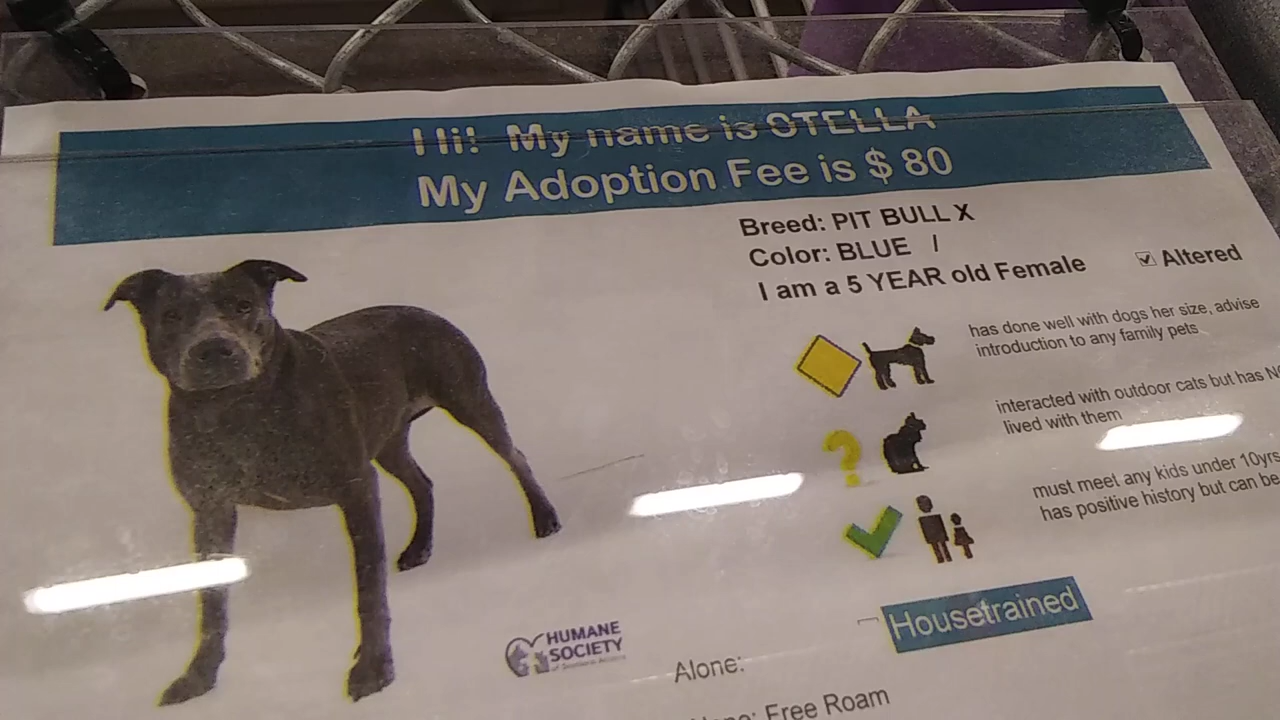 Hi! My name is STELLA
My Adoption Fee is $ 80
Breed: PIT BULL X
Color: BLUE /
I am a 5 YEAR old Female
Altered
has done well with dogs her size, advise
introduction to any family pets
interacted with outdoor cats but has
lived with them
must meet any kids under 10yrs
has positive history but can be
Housetrained
HUMANE
SOCIETY
of Southern Arizona
Alone:
Free Roam